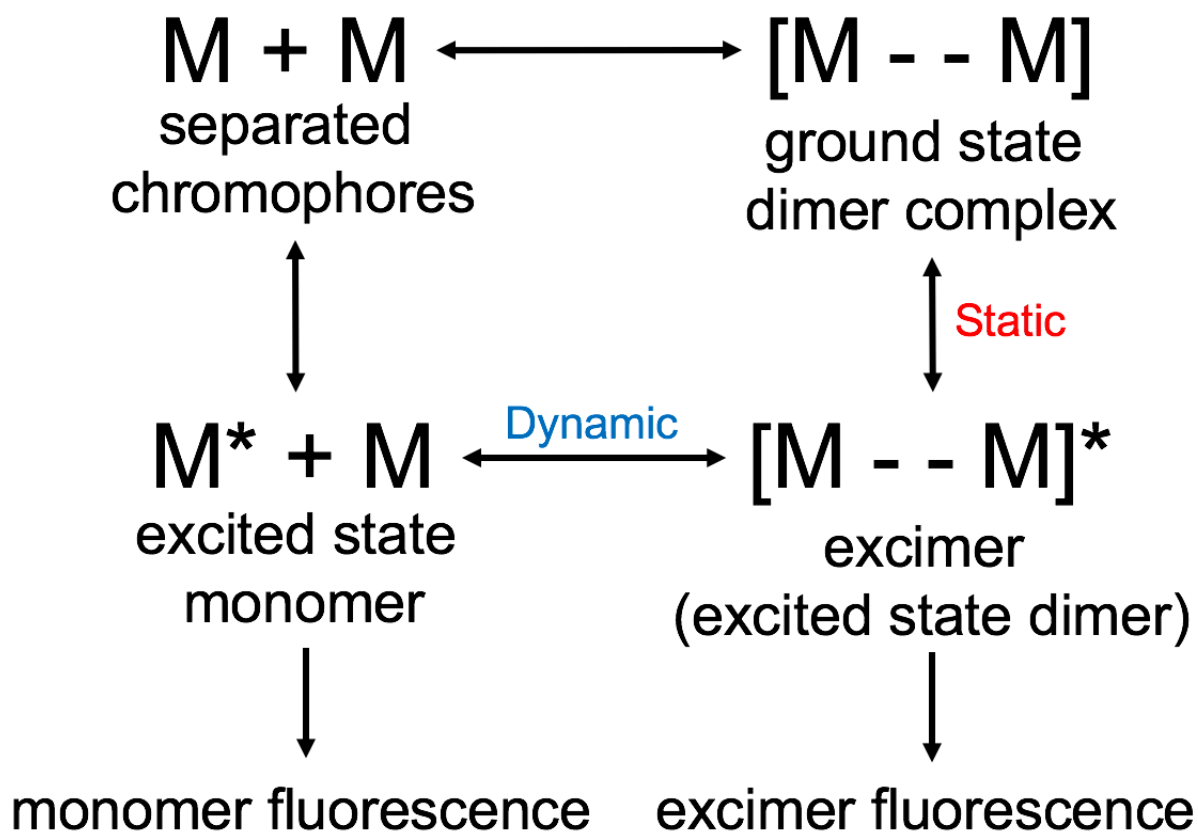 M + M
[M - - M]
separated
chromophores
ground state
dimer complex
Static
Dynamic
M* + M
[M - - M]*
excited state
monomer
excimer
(excited state dimer)
monomer fluorescence
excimer fluorescence